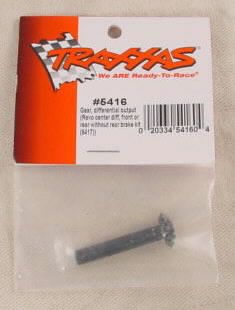 TRAXXAS
"We ARE Ready-To-Race"
#5416
Gear, differential output
(Revo center diff, front or
rear without rear brake kit
(5417))
0 20334 54160 4